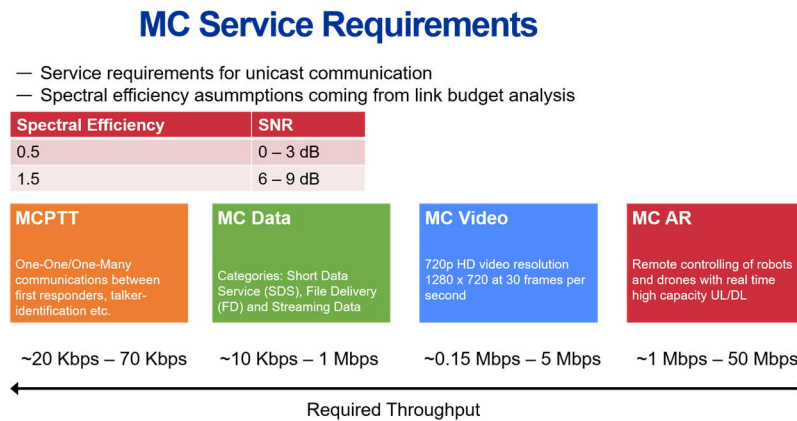 MC Service Requirements
— Service requirements for unicast communication
— Spectral efficiency asummptions coming from link budget analysis
Spectral Efficiency SNR
0.5 0 – 3 dB
1.5 6 – 9 dB
MCPTT
One-One/One-Many
communications between
first responders, talker-
identification etc.
MC Data
Categories: Short Data
Service (SDS), File Delivery
(FD) and Streaming Data
MC Video
720p HD video resolution
1280 x 720 at 30 frames per
second
MC AR
Remote controlling of robots
and drones with real time
high capacity UL/DL
~20 Kbps – 70 Kbps ~10 Kbps – 1 Mbps ~0.15 Mbps – 5 Mbps ~1 Mbps – 50 Mbps
Required Throughput